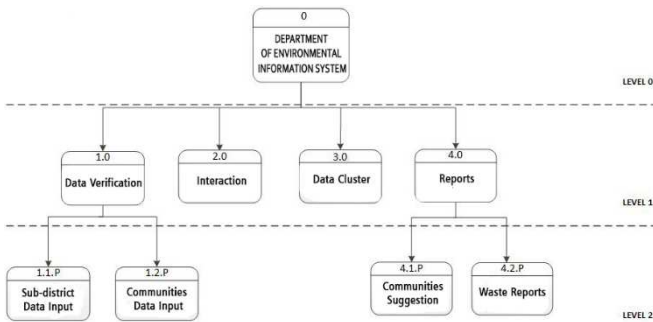 0
DEPARTMENT
OF ENVIRONMENTAL
INFORMATION SYSTEM
LEVEL 0
1.0
Data Verification
2.0
Interaction
3.0
Data Cluster
4.0
Reports
LEVEL 1
1.1.P
Sub-district
Data Input
1.2.P
Communities
Data Input
4.1.P
Communities
Suggestion
4.2.P
Waste Reports
LEVEL 2